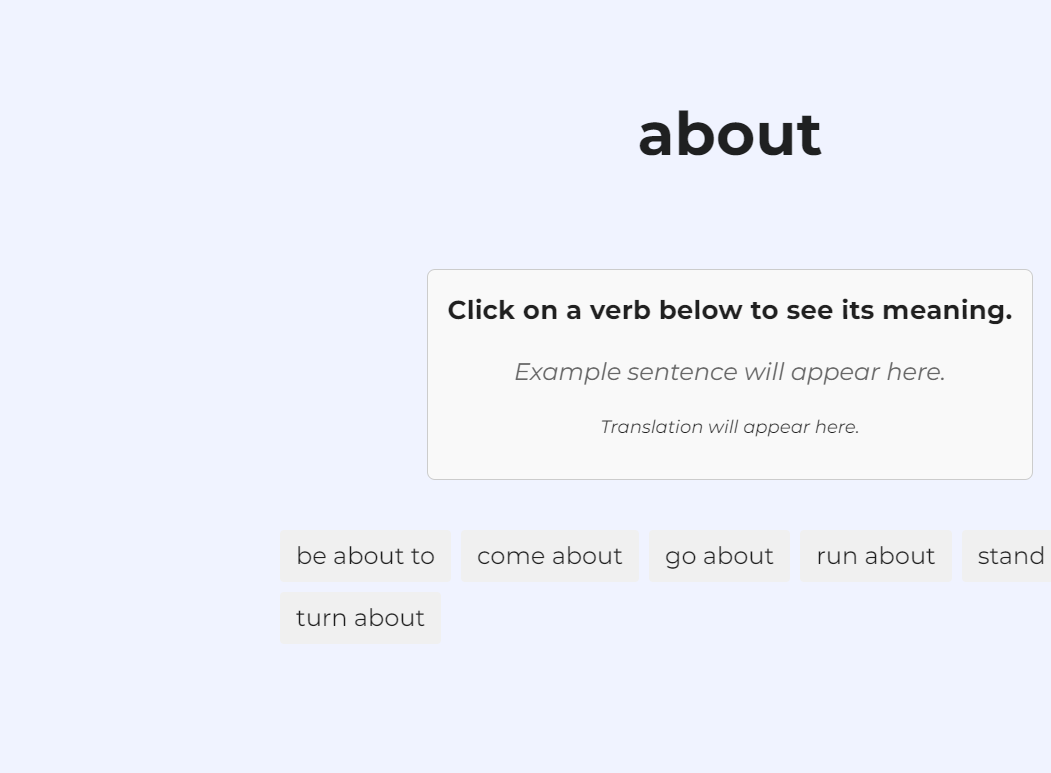 about
Click on a verb below to see its meaning.
Example sentence will appear here.
Translation will appear here.
be about to come about go about run about stand
turn about